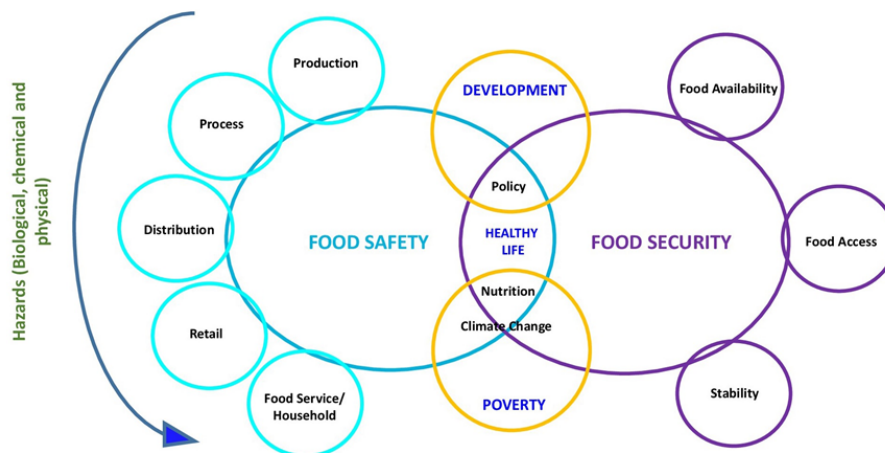 Hazards (Biological, chemical and
physical)
Production
Process
Distribution
Retail
Food Service/
Household
FOOD SAFETY
DEVELOPMENT
Policy
HEALTHY
LIFE
Nutrition
Climate Change
POVERTY
FOOD SECURITY
Food Availability
Food Access
Stability